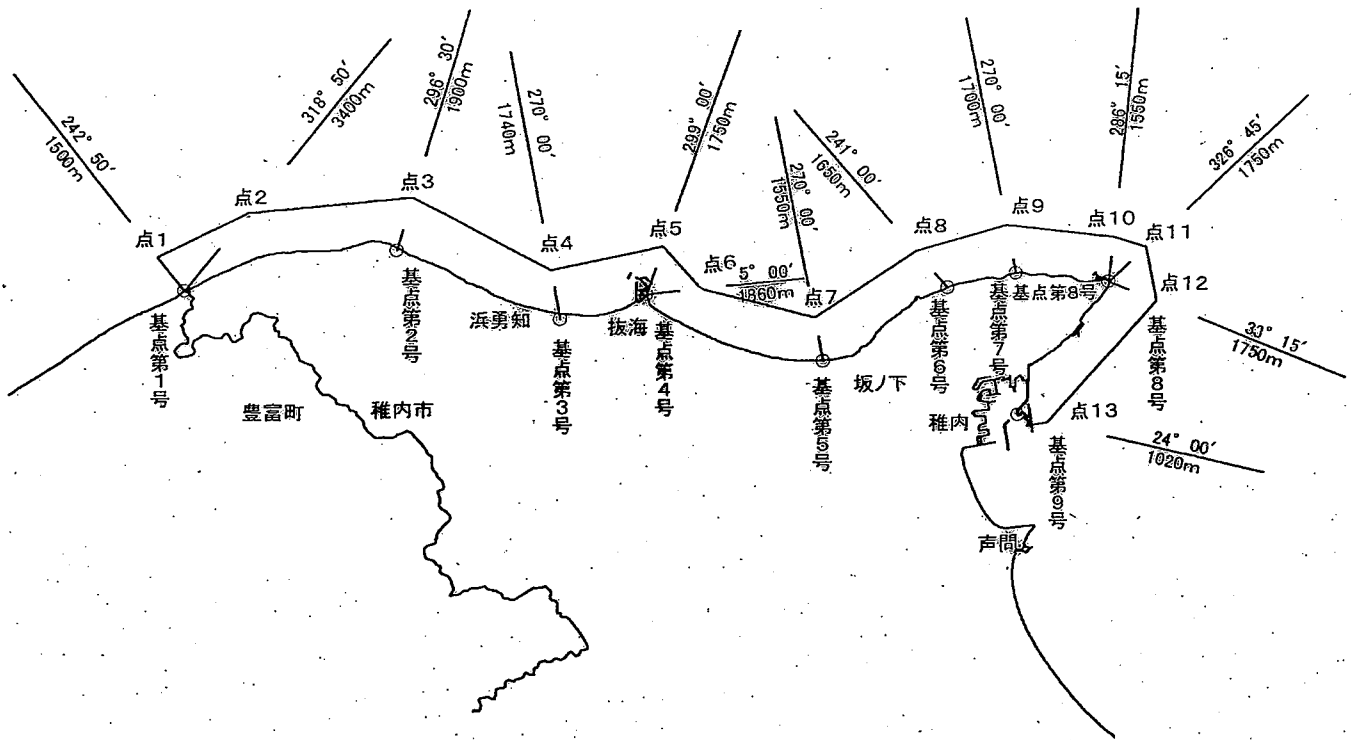 242° 50′
1500m
318° 50′
3400m
296° 30′
1900m
270° 00′
1740m
299° 00′
1750m
241° 00′
1650m
270° 00′
1550m
270° 00′
1700m
286° 15′
1550m
326° 45′
1750m
点1
点2
点3
点4
点5
点6
5° 00′
1860m
点7
点8
点9
点10
点11
点12
33° 15′
1750m
点13
24° 00′
1020m
基点第1号
基点第2号
基点第3号
基点第4号
基点第5号
基点第6号
基点第7号
基点第8号
基点第8号
基点第9号
浜勇知
抜海
坂ノ下
稚内
豊富町
稚内市
声問